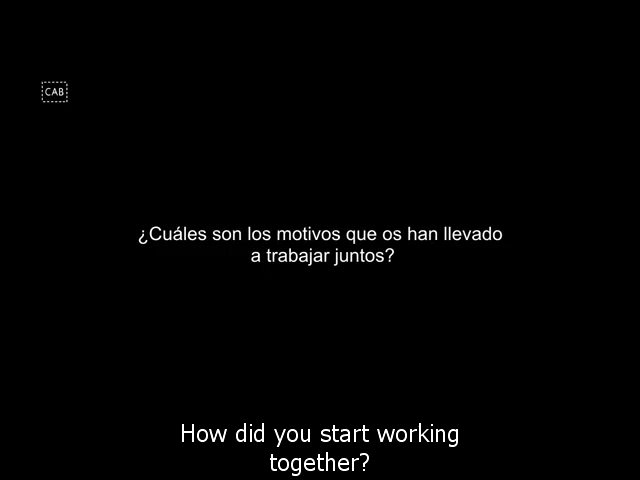 CAB
¿Cuáles son los motivos que os han llevado
a trabajar juntos?
How did you start working
together?